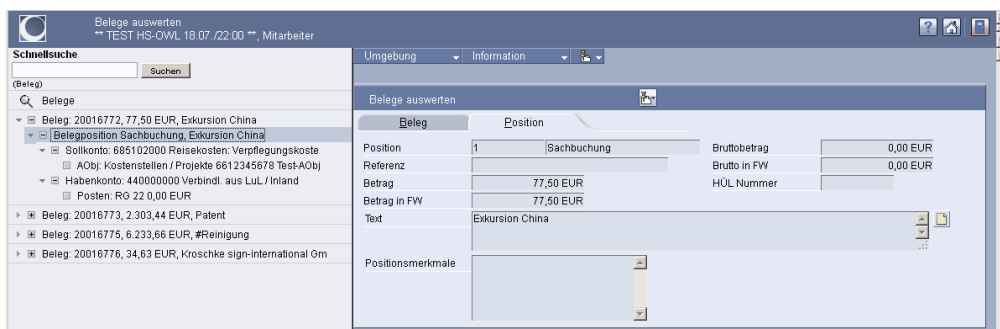 Belege auswerten
** TEST HS-OWL 18.07./22:00 **, Mitarbeiter
Schnellsuche
Suchen
(Beleg)
Belege
Beleg: 20016772, 77,50 EUR, Exkursion China
Belegposition Sachbuchung, Exkursion China
Sollkonto: 685102000 Reisekosten: Verpflegungskoste
AObj: Kostenstellen / Projekte 6612345678 Test-AObj
Habenkonto: 440000000 Verbindl. aus LuL / Inland
Posten: RG 22 0,00 EUR
Beleg: 20016773, 2.303,44 EUR, Patent
Beleg: 20016775, 6.233,66 EUR, #Reinigung
Beleg: 20016776, 34,63 EUR, Kroschke sign-international Gm
Umgebung Information
Belege auswerten
Beleg Position
Position 1 Sachbuchung Bruttobetrag 0,00 EUR
Referenz Brutto in FW 0,00 EUR
Betrag 77,50 EUR HÜL Nummer
Betrag in FW 77,50 EUR
Text Exkursion China
Positionsmerkmale